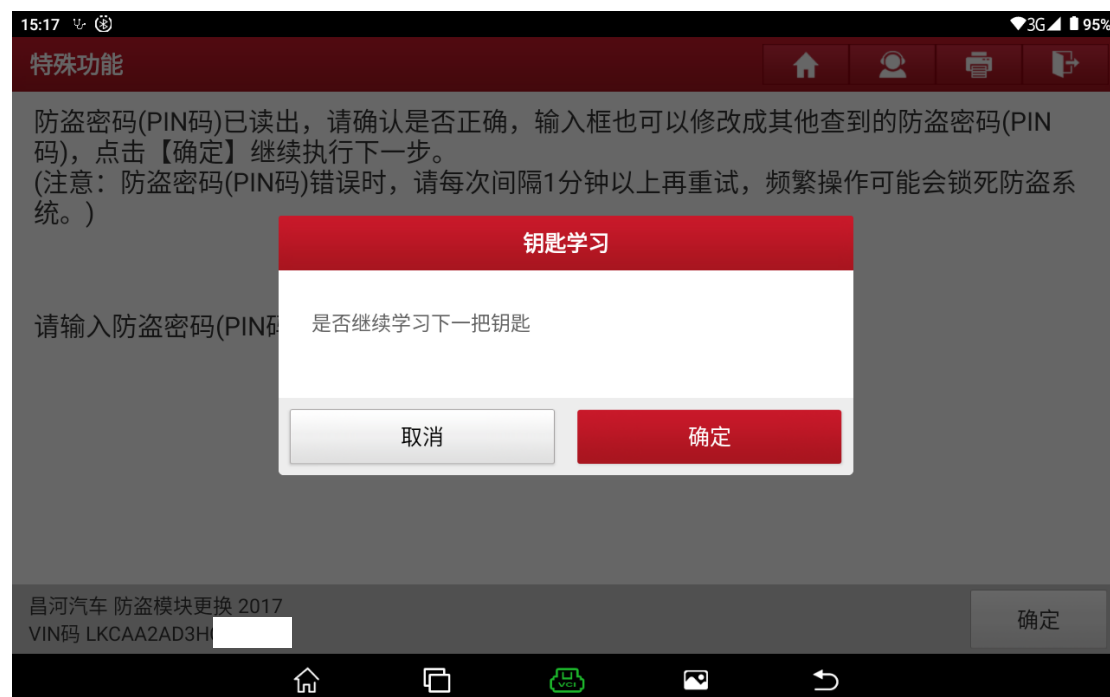 15:17
3G 95%
特殊功能
防盗密码(PIN码)已读出，请确认是否正确，输入框也可以修改成其他查到的防盗密码(PIN
码)，点击【确定】继续执行下一步。
(注意：防盗密码(PIN码)错误时，请每次间隔1分钟以上再重试，频繁操作可能会锁死防盗系
统。)
钥匙学习
请输入防盗密码(PIN
是否继续学习下一把钥匙
取消
确定
昌河汽车 防盗模块更换 2017
VIN码 LKCAA2AD3H
确定
VCI